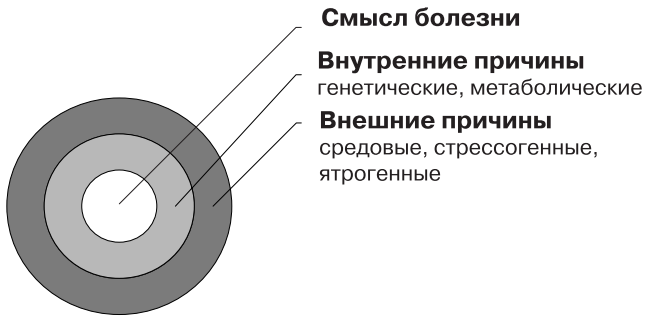 Смысл болезни
Внутренние причины
генетические, метаболические
Внешние причины
средовые, стрессогенные,
ятрогенные